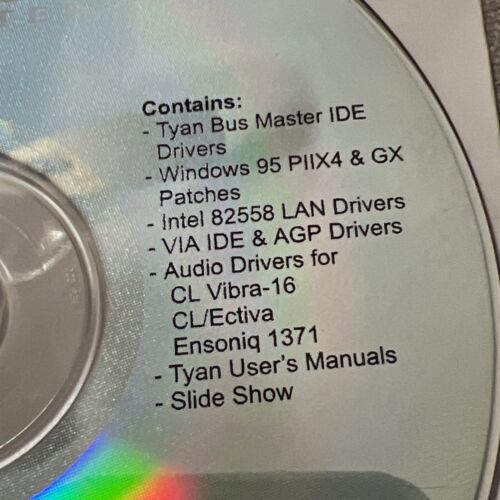 Contains:
- Tyan Bus Master IDE
Drivers
- Windows 95 PIIX4 & GX
Patches
- Intel 82558 LAN Drivers
- VIA IDE & AGP Drivers
- Audio Drivers for
CL Vibra-16
CL/Ectiva
Ensoniq 1371
- Tyan User's Manuals
- Slide Show